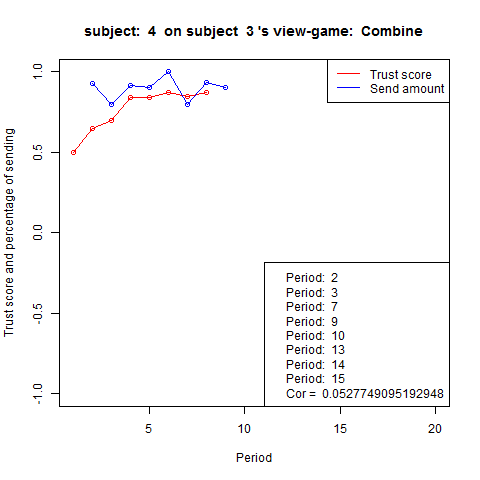 subject:  4  on subject  3 's view-game:  Combine
Trust score and percentage of sending
1.0
0.5
0.0
-0.5
-1.0
Trust score
Send amount
Period:  2
Period:  3
Period:  7
Period:  9
Period:  10
Period:  13
Period:  14
Period:  15
Cor =  0.0527749095192948
5
10
15
20
Period